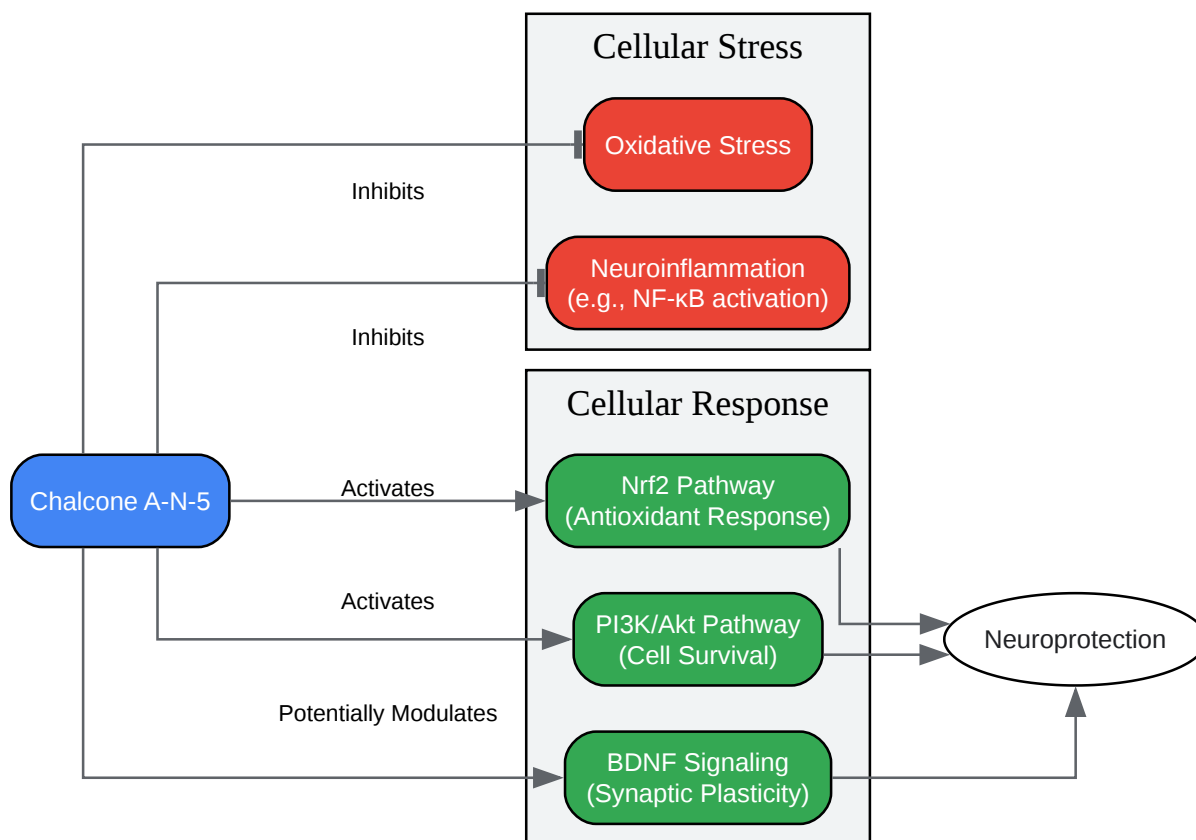 Cellular Stress
Oxidative Stress
Inhibits
Neuroinflammation
(e.g., NF-κB activation)
Inhibits
Cellular Response
Chalcone A-N-5
Activates
Nrf2 Pathway
(Antioxidant Response)
Activates
PI3K/Akt Pathway
(Cell Survival)
Neuroprotection
Potentially Modulates
BDNF Signaling
(Synaptic Plasticity)